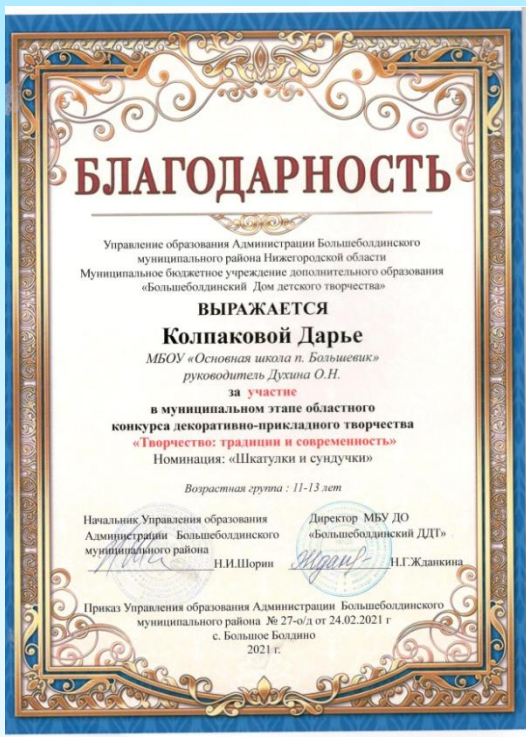 БЛАГОДАРНОСТЬ
Управление образования Администрации Большеболдинского
муниципального района Нижегородской области
Муниципальное бюджетное учреждение дополнительного образования
«Большеболдинский Дом детского творчества»
ВЫРАЖАЕТСЯ
Колпаковой Дарье
МБОУ «Основная школа п. Большевик»
руководитель Духина О.Н.
за участие
в муниципальном этапе областного
конкурса декоративно-прикладного творчества
«Творчество: традиции и современность»
Номинация: «Шкатулки и сундучки»
Возрастная группа : 11-13 лет
Начальник Управления образования
Администрации Большеболдинского
муниципального района
Н.И.Шорин
Директор МБУ ДО
«Большеболдинский ДДТ»
Н.Г.Жданкина
Приказ Управления образования Администрации Большеболдинского
муниципального района № 27-о/д от 24.02.2021 г
с. Большое Болдино
2021 г.